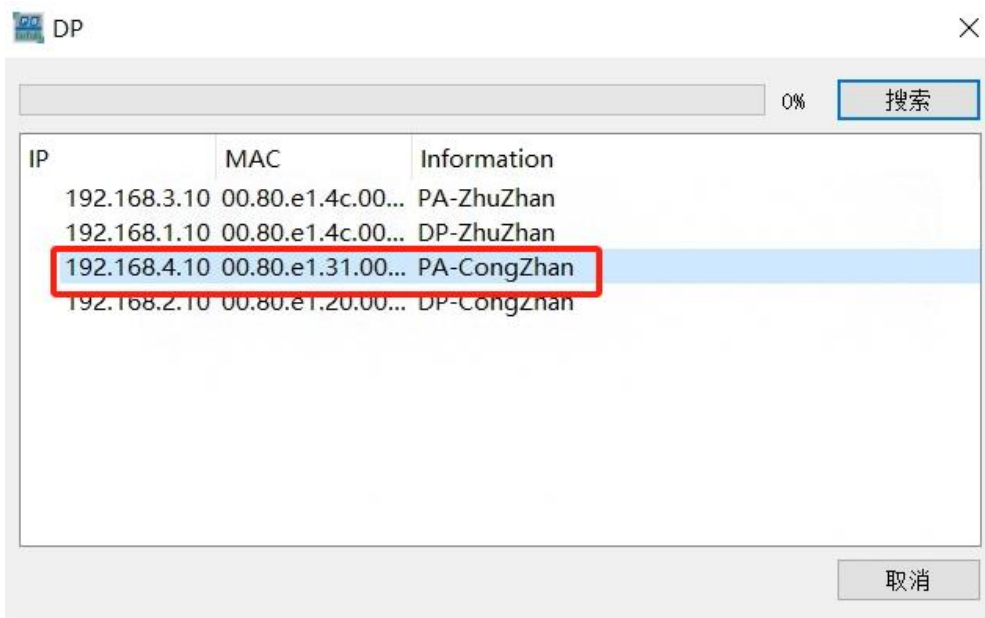 DP
0% 搜索
IP MAC Information
192.168.3.10 00.80.e1.4c.00... PA-ZhuZhan
192.168.1.10 00.80.e1.4c.00... DP-ZhuZhan
192.168.4.10 00.80.e1.31.00... PA-CongZhan
192.168.2.10 00.80.e1.20.00... DP-CongZhan
取消